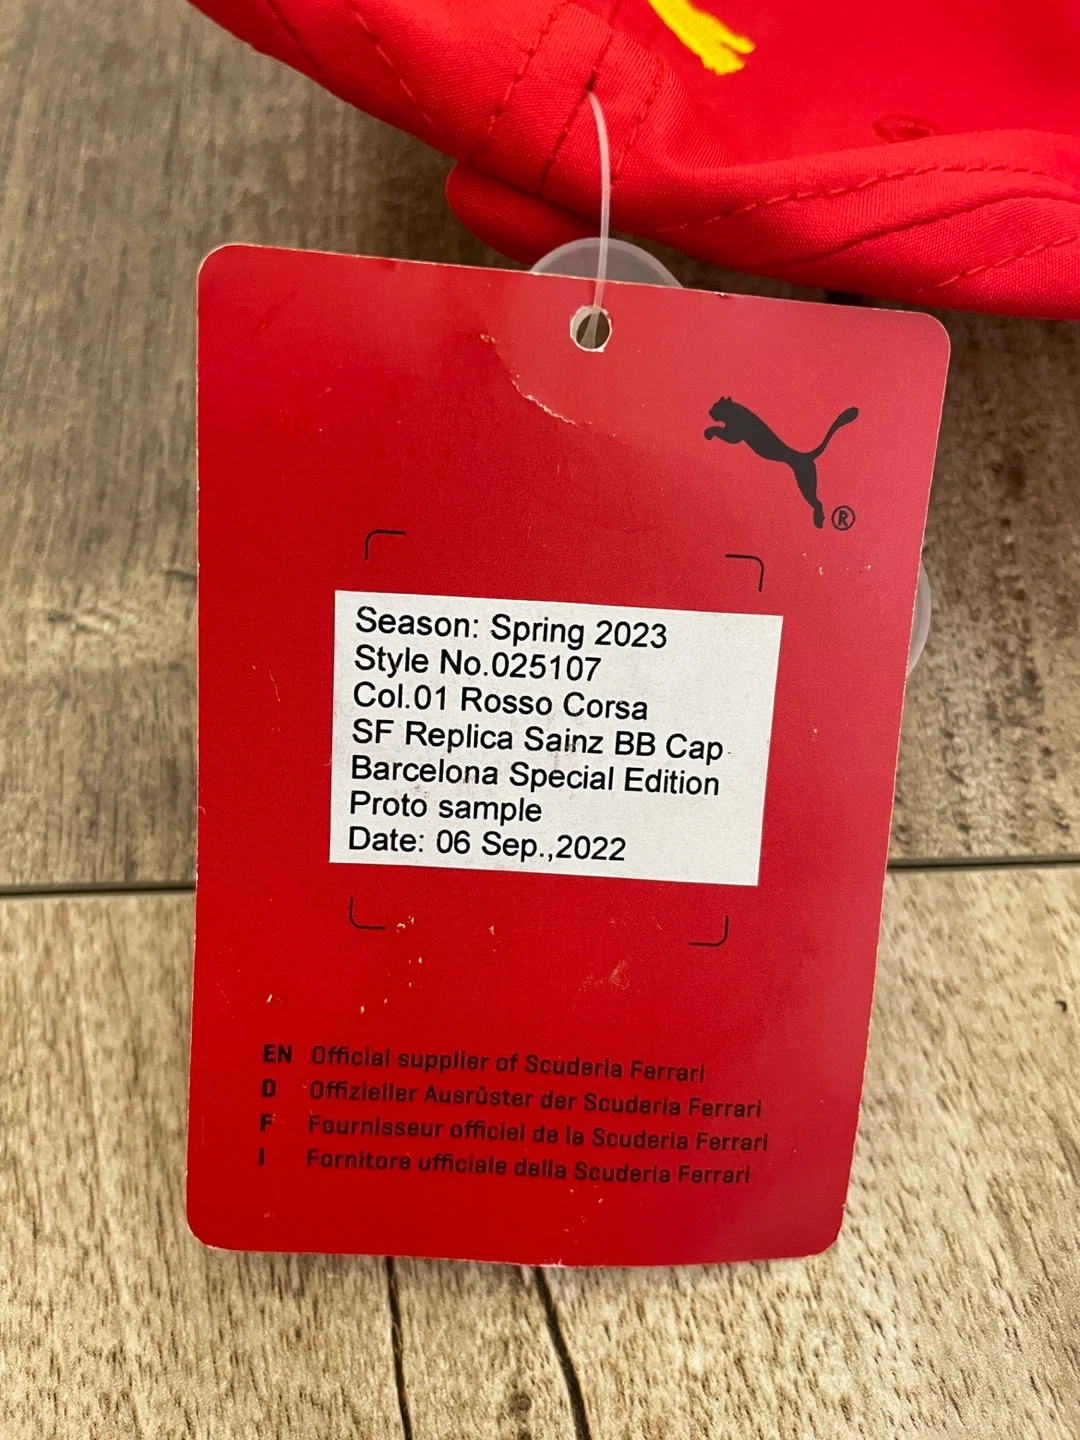 ®
Season: Spring 2023
Style No.025107
Col.01 Rosso Corsa
SF Replica Sainz BB Cap
Barcelona Special Edition
Proto sample
Date: 06 Sep.,2022
EN Official supplier of Scuderia Ferrari
D Offizieller Ausrüster der Scuderia Ferrari
F Fournisseur officiel de la Scuderia Ferrari
I Fornitore ufficiale della Scuderia Ferrari